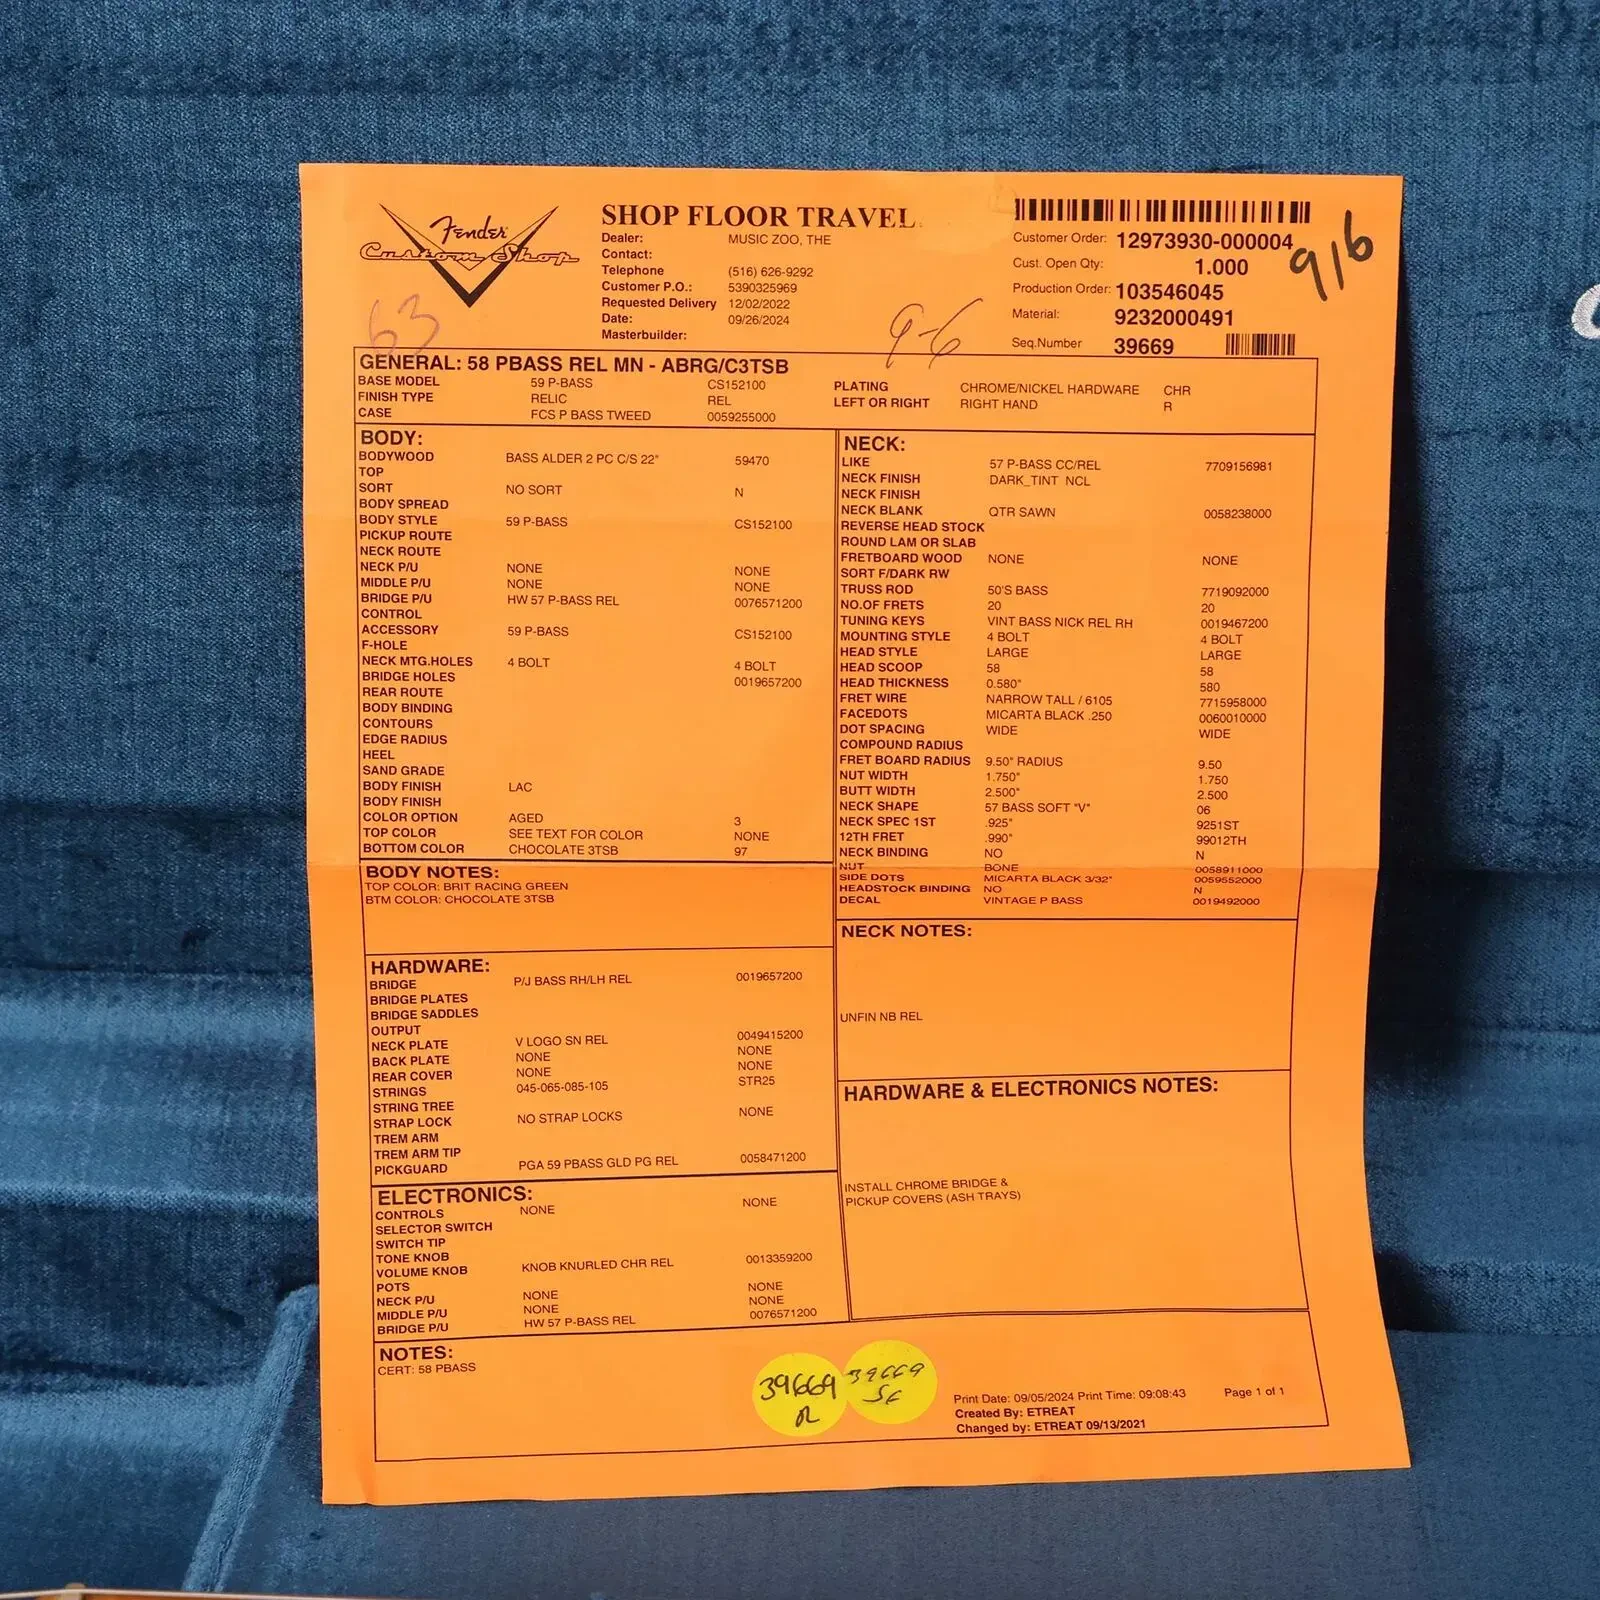 Fender
Custom Shop
SHOP FLOOR TRAVEL
Dealer: MUSIC ZOO, THE
Contact:
Telephone (516) 626-9292
Customer P.O.: 5390325969
Requested Delivery 12/02/2022
Date: 09/26/2024
Masterbuilder:
Customer Order: 12973930-000004
Cust. Open Qty: 1.000
Production Order: 103546045
Material: 9232000491
Seq.Number 39669
9/6
63
9-6
GENERAL: 58 PBASS REL MN - ABRG/C3TSB
BASE MODEL 59 P-BASS CS152100
FINISH TYPE RELIC REL
CASE FCS P BASS TWEED 0059255000
PLATING CHROME/NICKEL HARDWARE CHR
LEFT OR RIGHT RIGHT HAND R
BODY:
BODYWOOD BASS ALDER 2 PC C/S 22" 59470
TOP
SORT NO SORT N
BODY SPREAD
BODY STYLE 59 P-BASS CS152100
PICKUP ROUTE
NECK ROUTE
NECK P/U NONE NONE
MIDDLE P/U NONE NONE
BRIDGE P/U HW 57 P-BASS REL 0076571200
CONTROL
ACCESSORY 59 P-BASS CS152100
F-HOLE
NECK MTG.HOLES 4 BOLT 4 BOLT
BRIDGE HOLES 0019657200
REAR ROUTE
BODY BINDING
CONTOURS
EDGE RADIUS
HEEL
SAND GRADE
BODY FINISH LAC
BODY FINISH
COLOR OPTION AGED 3
TOP COLOR SEE TEXT FOR COLOR NONE
BOTTOM COLOR CHOCOLATE 3TSB 97
BODY NOTES:
TOP COLOR: BRIT RACING GREEN
BTM COLOR: CHOCOLATE 3TSB
HARDWARE:
BRIDGE P/J BASS RH/LH REL 0019657200
BRIDGE PLATES
BRIDGE SADDLES
OUTPUT
NECK PLATE V LOGO SN REL 0049415200
BACK PLATE NONE NONE
REAR COVER NONE NONE
STRINGS 045-065-085-105 STR25
STRING TREE
STRAP LOCK NO STRAP LOCKS NONE
TREM ARM
TREM ARM TIP
PICKGUARD PGA 59 PBASS GLD PG REL 0058471200
ELECTRONICS:
CONTROLS NONE NONE
SELECTOR SWITCH
SWITCH TIP
TONE KNOB
VOLUME KNOB KNOB KNURLED CHR REL 0013359200
POTS
NECK P/U NONE NONE
MIDDLE P/U NONE NONE
BRIDGE P/U HW 57 P-BASS REL 0076571200
NOTES:
CERT: 58 PBASS
NECK:
LIKE 57 P-BASS CC/REL 7709156981
NECK FINISH DARK_TINT NCL
NECK FINISH
NECK BLANK QTR SAWN 0058238000
REVERSE HEAD STOCK
ROUND LAM OR SLAB
FRETBOARD WOOD NONE NONE
SORT F/DARK RW
TRUSS ROD 50'S BASS 7719092000
NO.OF FRETS 20 20
TUNING KEYS VINT BASS NICK REL RH 0019467200
MOUNTING STYLE 4 BOLT 4 BOLT
HEAD STYLE LARGE LARGE
HEAD SCOOP 58 58
HEAD THICKNESS 0.580" 580
FRET WIRE NARROW TALL / 6105 7715958000
FACEDOTS MICARTA BLACK .250 0060010000
DOT SPACING WIDE WIDE
COMPOUND RADIUS
FRET BOARD RADIUS 9.50" RADIUS 9.50
NUT WIDTH 1.750" 1.750
BUTT WIDTH 2.500" 2.500
NECK SHAPE 57 BASS SOFT "V" 06
NECK SPEC 1ST .925" 9251ST
12TH FRET .990" 99012TH
NECK BINDING NO N
NUT BONE 0058911000
SIDE DOTS MICARTA BLACK 3/32" 0059552000
HEADSTOCK BINDING NO N
DECAL VINTAGE P BASS 0019492000
NECK NOTES:
UNFIN NB REL
HARDWARE & ELECTRONICS NOTES:
INSTALL CHROME BRIDGE &
PICKUP COVERS (ASH TRAYS)
39669
39669
Print Date: 09/05/2024 Print Time: 09:08:43 Page 1 of 1
Created By: ETREAT
Changed by: ETREAT 09/13/2021